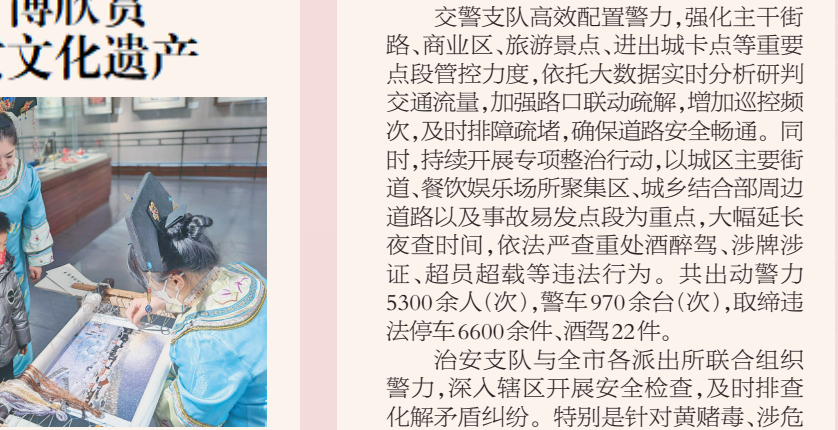 博欣赏
文化遗产
交警支队高效配置警力,强化主干街
路、商业区、旅游景点、进出城卡点等重要
点段管控力度,依托大数据实时分析研判
交通流量,加强路口联动疏解,增加巡控频
次,及时排障疏堵,确保道路安全畅通。同
时,持续开展专项整治行动,以城区主要街
道、餐饮娱乐场所聚集区、城乡结合部周边
道路以及事故易发点段为重点,大幅延长
夜查时间,依法严查重处酒醉驾、涉牌涉
证、超员超载等违法行为。共出动警力
5300余人(次),警车970余台(次),取缔违
法停车6600余件、酒驾22件。
治安支队与全市各派出所联合组织
警力,深入辖区开展安全检查,及时排查
化解矛盾纠纷。特别是针对黄赌毒、涉危